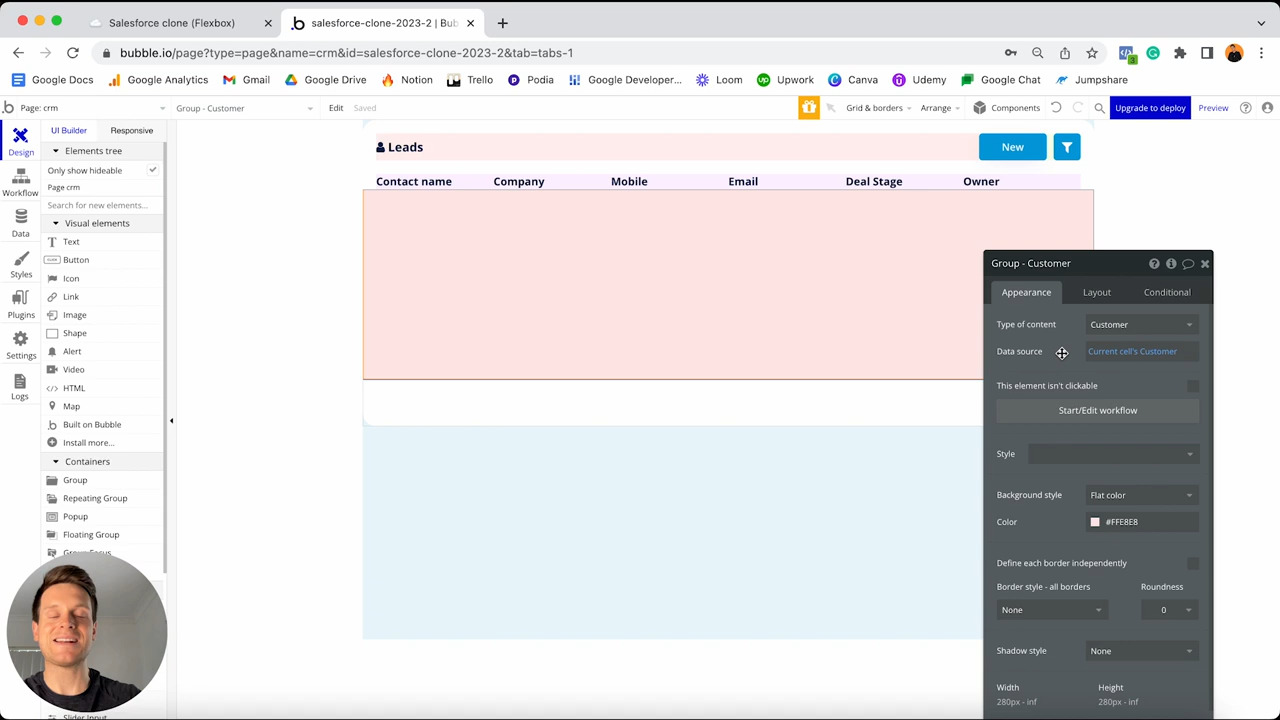 Salesforce clone (Flexbox)
salesforce-clone-2023-2 | Bub
bubble.io/page?type=page&name=crm&id=salesforce-clone-2023-2&tab=tabs-1
3
Google Docs
Google Analytics
Gmail
Google Drive
Notion
Trello
Podia
Google Developer...
Loom
Upwork
Canva
Udemy
Google Chat
Jumpshare
Page: crm
Group - Customer
Edit
Saved
Grid & borders
Arrange
Components
Upgrade to deploy
Preview
Design
Workflow
Data
Styles
Plugins
Settings
Logs
UI Builder
Responsive
Elements tree
Only show hideable
Page crm
Search for new elements...
Visual elements
Text
Button
Icon
Link
Image
Shape
Alert
Video
HTML
Map
Built on Bubble
Install more...
Containers
Group
Repeating Group
Popup
Floating Group
Group Focus
Slider Input
Leads
New
Contact name
Company
Mobile
Email
Deal Stage
Owner
Group - Customer
Appearance
Layout
Conditional
Type of content
Customer
Data source
Current cell's Customer
This element isn't clickable
Start/Edit workflow
Style
Background style
Flat color
Color
#FFE8E8
Define each border independently
Border style - all borders
Roundness
None
0
Shadow style
None
Width
Height
280px - inf
280px - inf